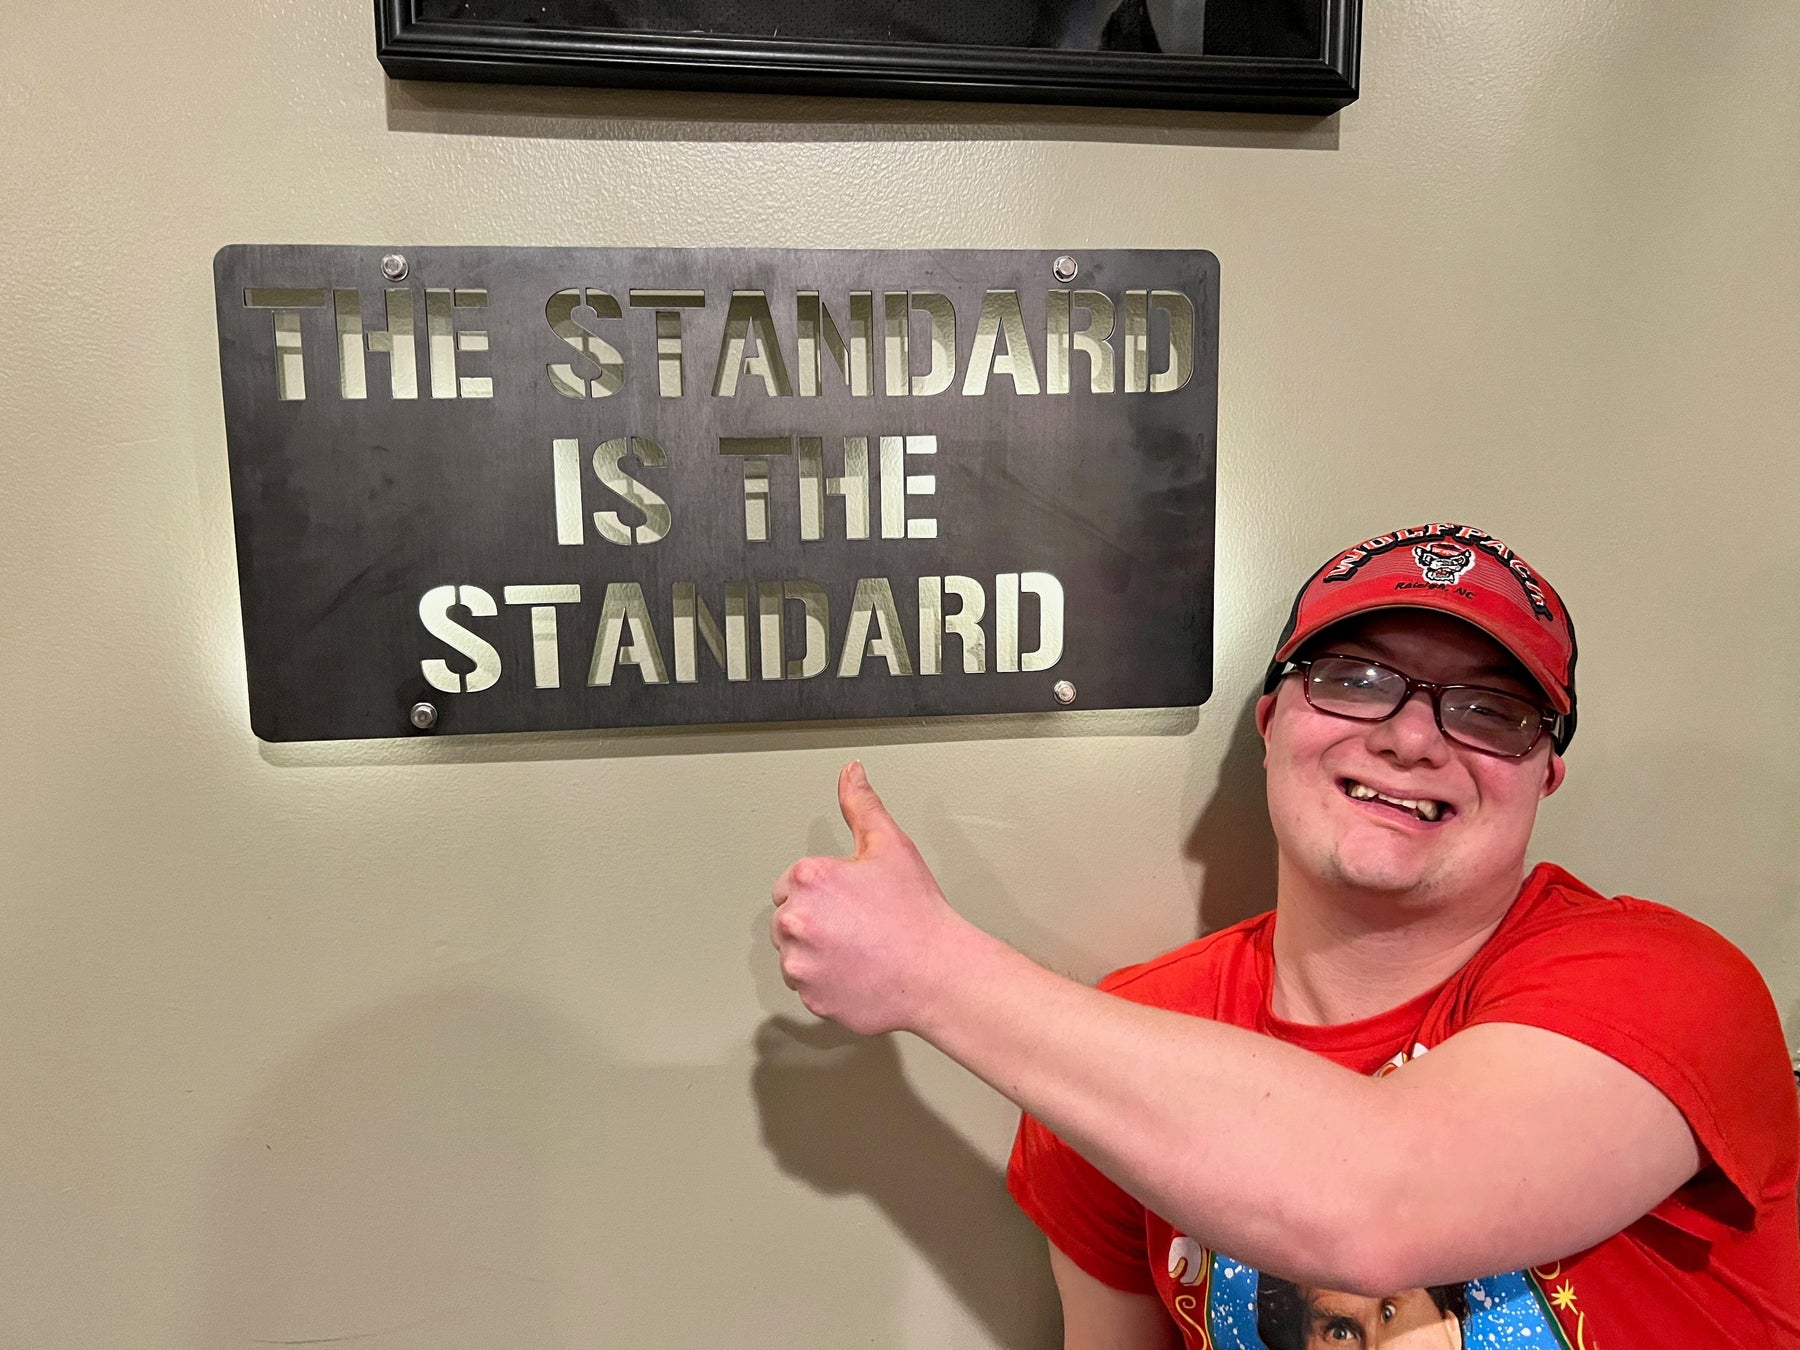 THE STANDARD
IS THE
STANDARD
WOLFPACK
Raleigh, NC